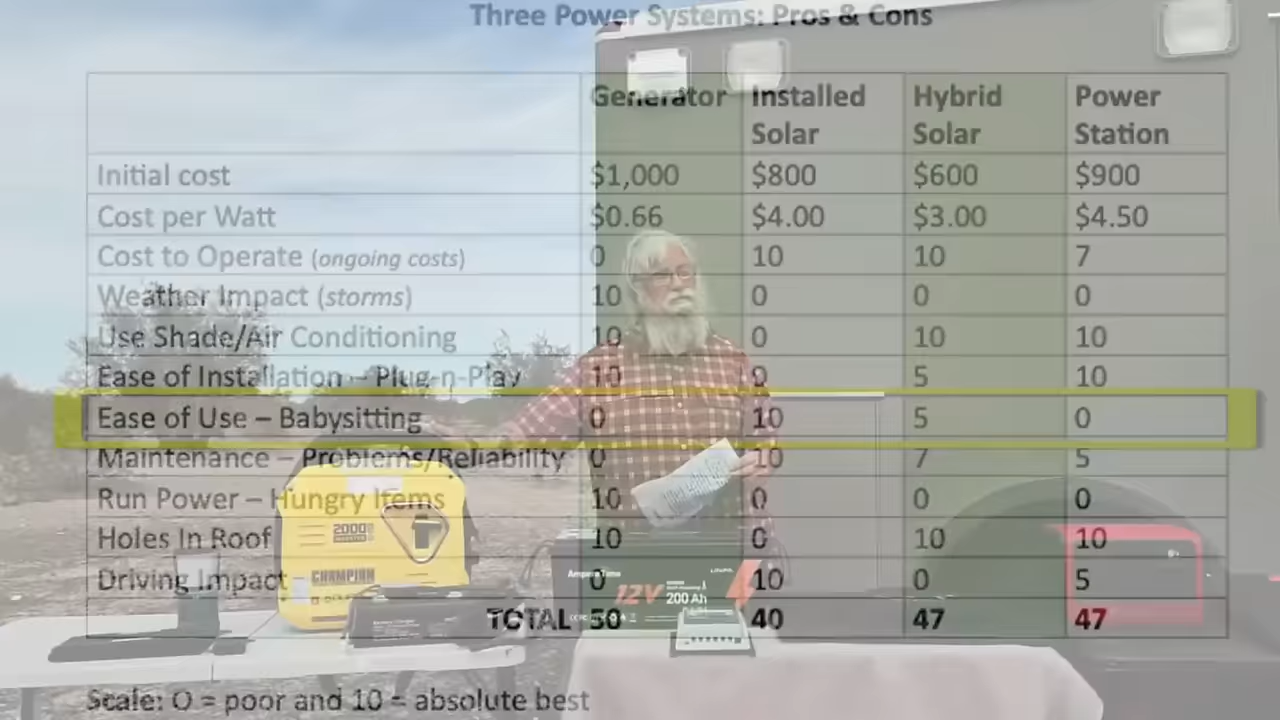 Three Power Systems: Pros & Cons
Generator Installed Solar Hybrid Solar Power Station
Initial cost $1,000 $800 $600 $900
Cost per Watt $0.66 $4.00 $3.00 $4.50
Cost to Operate (ongoing costs) 0 10 10 7
Weather Impact (storms) 10 0 0 0
Use Shade/Air Conditioning 10 0 10 10
Ease of Installation – Plug-n-Play 10 0 5 10
Ease of Use – Babysitting 0 10 5 0
Maintenance – Problems/Reliability 0 10 7 5
Run Power – Hungry Items 10 0 0 0
Holes In Roof 10 0 10 10
Driving Impact 0 10 0 5
TOTAL 50 40 47 47
Scale: 0 = poor and 10 = absolute best
2000
CHAMPION
Ampere Time
12V 200 Ah